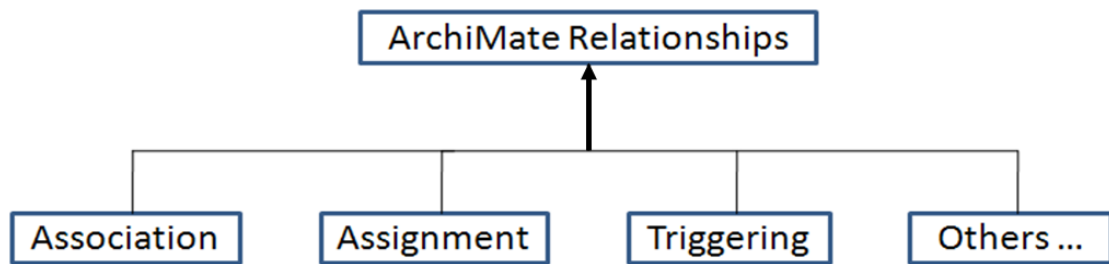 ArchiMate Relationships
Association
Assignment
Triggering
Others ...